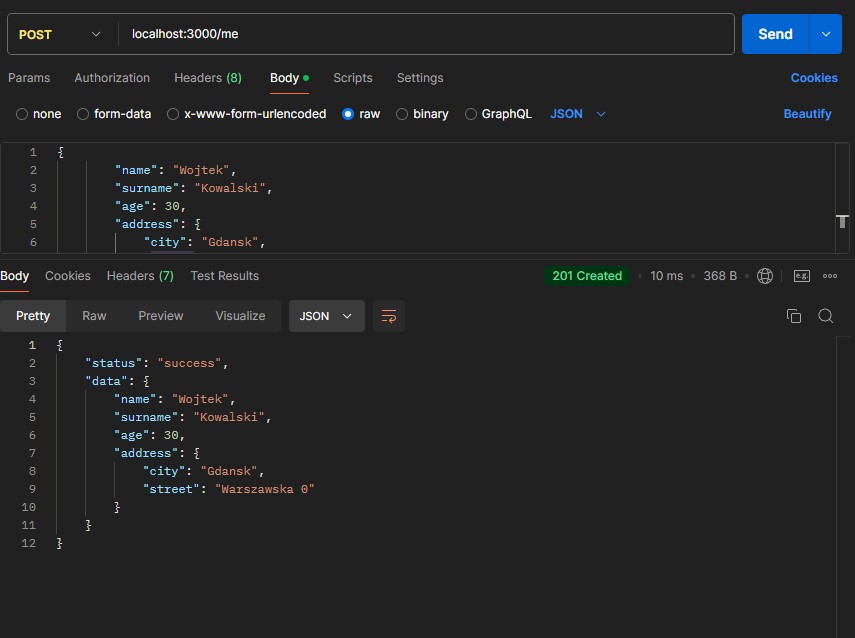 POST localhost:3000/me Send
Params Authorization Headers (8) Body Scripts Settings Cookies
none form-data x-www-form-urlencoded raw binary GraphQL JSON Beautify
1 {
2 "name": "Wojtek",
3 "surname": "Kowalski",
4 "age": 30,
5 "address": {
6 "city": "Gdansk",
Body Cookies Headers (7) Test Results 201 Created 10 ms 368 B e.g.
Pretty Raw Preview Visualize JSON
1 {
2 "status": "success",
3 "data": {
4 "name": "Wojtek",
5 "surname": "Kowalski",
6 "age": 30,
7 "address": {
8 "city": "Gdansk",
9 "street": "Warszawska 0"
10 }
11 }
12 }